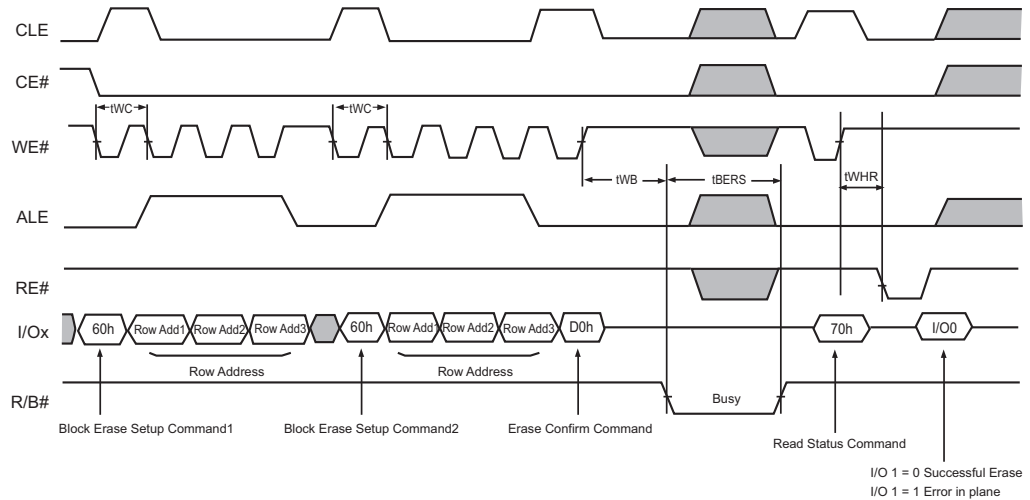 CLE
CE#
tWC
tWC
WE#
tWB
tBERS
tWHR
ALE
RE#
I/Ox
60h
Row Add1
Row Add2
Row Add3
60h
Row Add1
Row Add2
Row Add3
D0h
70h
I/O0
Row Address
Row Address
R/B#
Busy
Block Erase Setup Command1
Block Erase Setup Command2
Erase Confirm Command
Read Status Command
I/O 1 = 0 Successful Erase
I/O 1 = 1 Error in plane